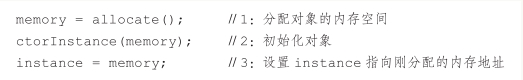 memory = allocate();     // 1：分配对象的内存空间
ctorInstance(memory);    // 2：初始化对象
instance = memory;       // 3：设置 instance 指向刚分配的内存地址